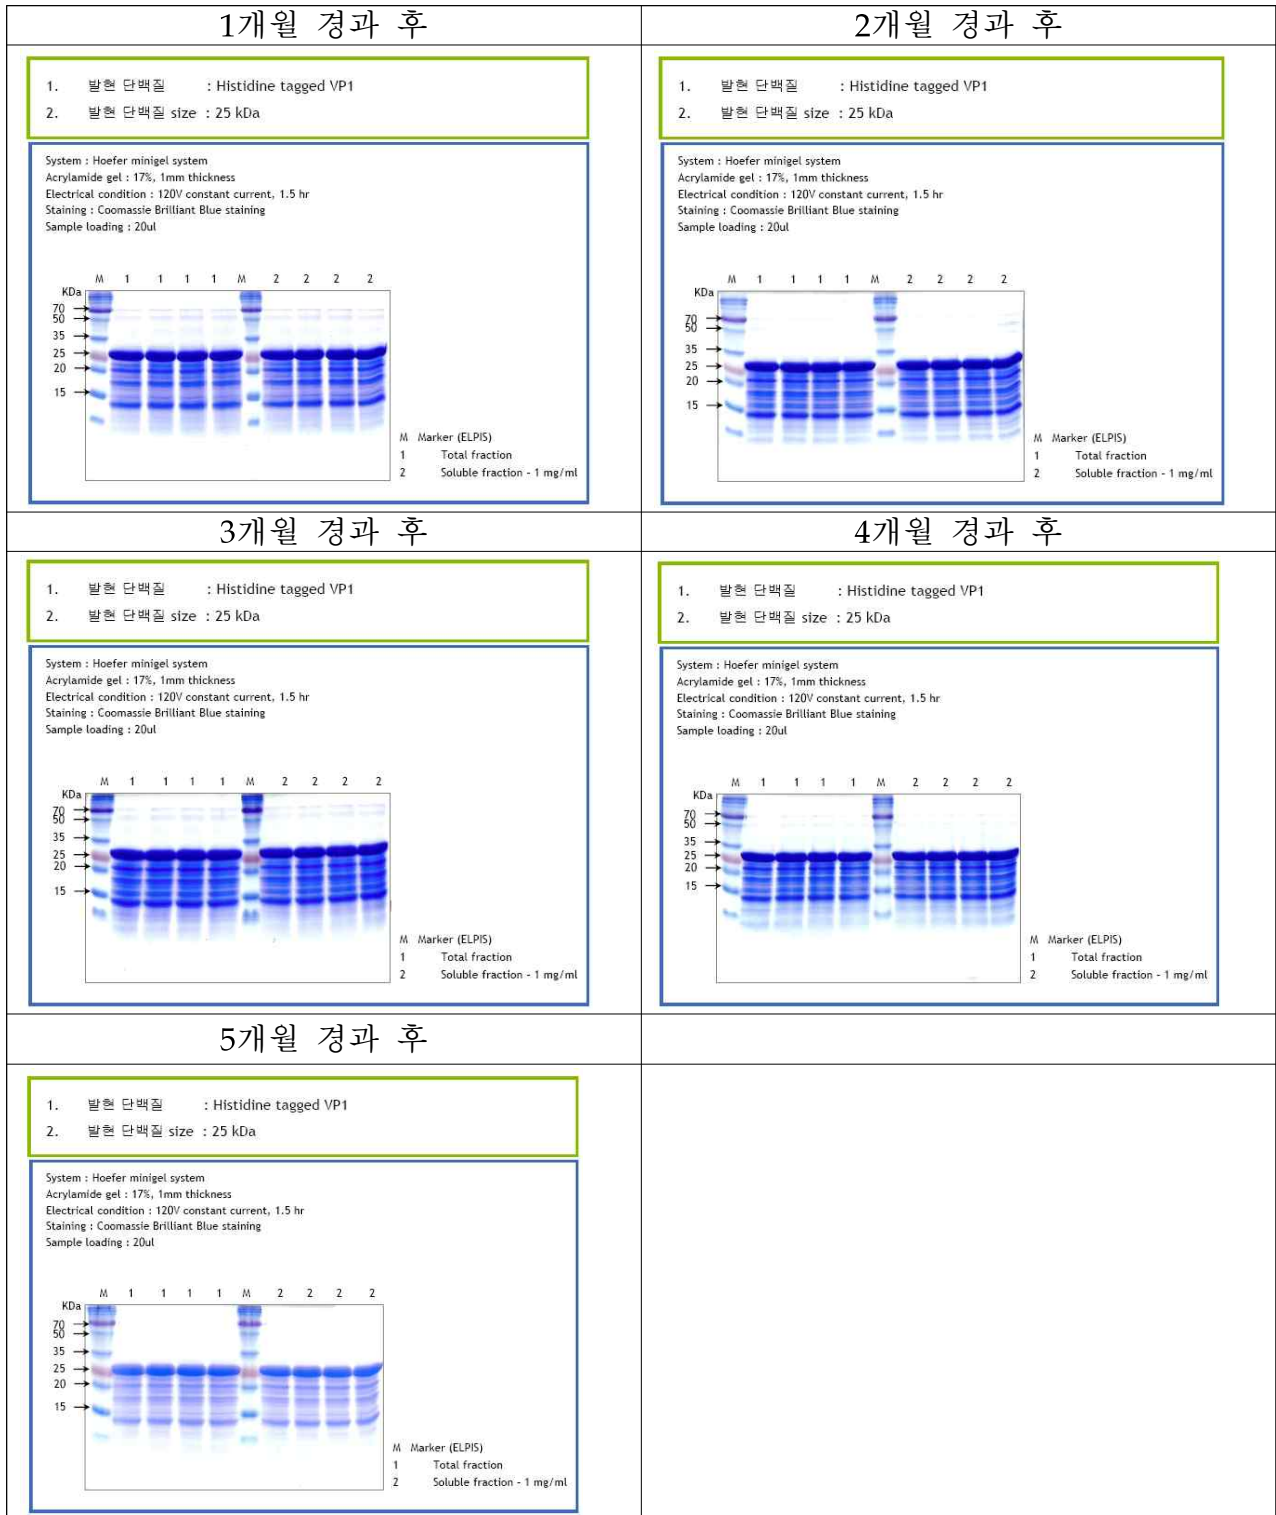 1개월 경과 후
1. 발현 단백질 : Histidine tagged VP1
2. 발현 단백질 size : 25 kDa
System : Hoefer minigel system
Acrylamide gel : 17%, 1mm thickness
Electrical condition : 120V constant current, 1.5 hr
Staining : Coomassie Brilliant Blue staining
Sample loading : 20ul
M 1 1 1 1 M 2 2 2 2
KDa
70
50
35
25
20
15
M Marker (ELPIS)
1 Total fraction
2 Soluble fraction - 1 mg/ml
2개월 경과 후
1. 발현 단백질 : Histidine tagged VP1
2. 발현 단백질 size : 25 kDa
System : Hoefer minigel system
Acrylamide gel : 17%, 1mm thickness
Electrical condition : 120V constant current, 1.5 hr
Staining : Coomassie Brilliant Blue staining
Sample loading : 20ul
M 1 1 1 1 M 2 2 2 2
KDa
70
50
35
25
20
15
M Marker (ELPIS)
1 Total fraction
2 Soluble fraction - 1 mg/ml
3개월 경과 후
1. 발현 단백질 : Histidine tagged VP1
2. 발현 단백질 size : 25 kDa
System : Hoefer minigel system
Acrylamide gel : 17%, 1mm thickness
Electrical condition : 120V constant current, 1.5 hr
Staining : Coomassie Brilliant Blue staining
Sample loading : 20ul
M 1 1 1 1 M 2 2 2 2
KDa
70
50
35
25
20
15
M Marker (ELPIS)
1 Total fraction
2 Soluble fraction - 1 mg/ml
4개월 경과 후
1. 발현 단백질 : Histidine tagged VP1
2. 발현 단백질 size : 25 kDa
System : Hoefer minigel system
Acrylamide gel : 17%, 1mm thickness
Electrical condition : 120V constant current, 1.5 hr
Staining : Coomassie Brilliant Blue staining
Sample loading : 20ul
M 1 1 1 1 M 2 2 2 2
KDa
70
50
35
25
20
15
M Marker (ELPIS)
1 Total fraction
2 Soluble fraction - 1 mg/ml
5개월 경과 후
1. 발현 단백질 : Histidine tagged VP1
2. 발현 단백질 size : 25 kDa
System : Hoefer minigel system
Acrylamide gel : 17%, 1mm thickness
Electrical condition : 120V constant current, 1.5 hr
Staining : Coomassie Brilliant Blue staining
Sample loading : 20ul
M 1 1 1 1 M 2 2 2 2
KDa
70
50
35
25
20
15
M Marker (ELPIS)
1 Total fraction
2 Soluble fraction - 1 mg/ml